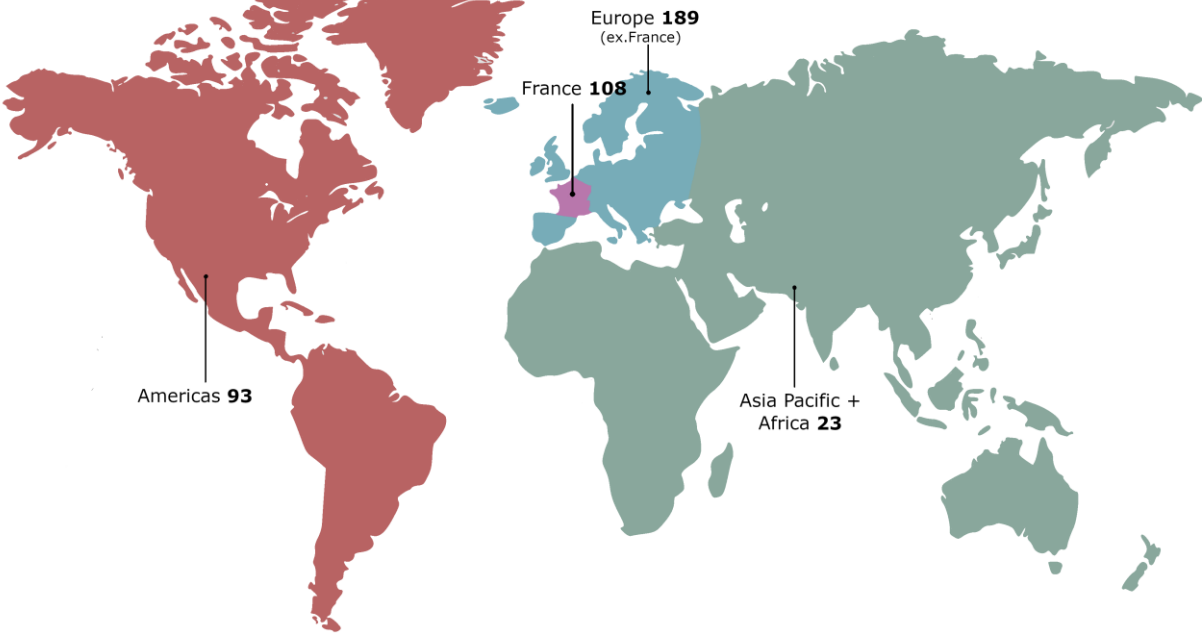 Europe 189
(ex.France)
France 108
Americas 93
Asia Pacific +
Africa 23